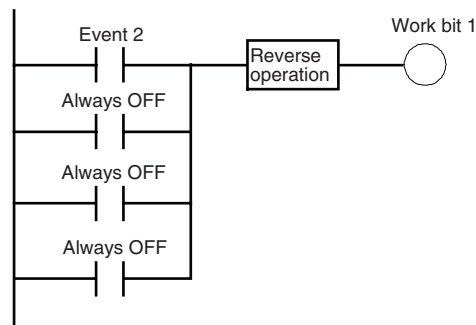 Work bit 1
Event 2
Reverse
operation
Always OFF
Always OFF
Always OFF